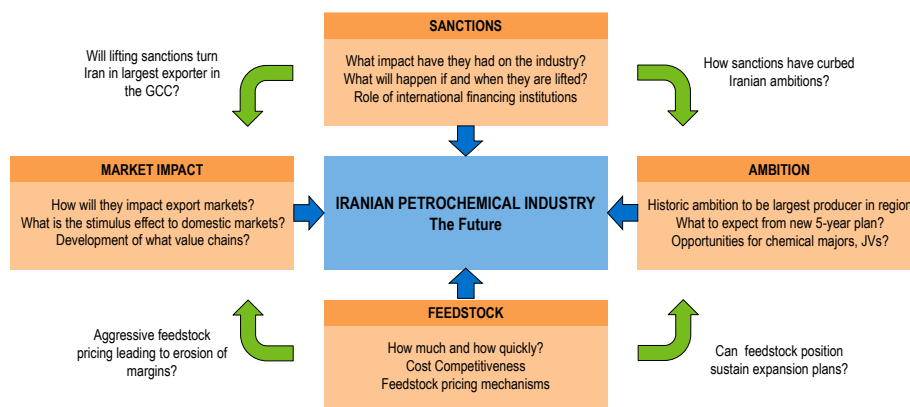 SANCTIONS
What impact have they had on the industry?
What will happen if and when they are lifted?
Role of international financing institutions
Will lifting sanctions turn
Iran in largest exporter in
the GCC?
How sanctions have curbed
Iranian ambitions?
MARKET IMPACT
How will they impact export markets?
What is the stimulus effect to domestic markets?
Development of what value chains?
IRANIAN PETROCHEMICAL INDUSTRY
The Future
AMBITION
Historic ambition to be largest producer in region
What to expect from new 5-year plan?
Opportunities for chemical majors, JVs?
Aggressive feedstock
pricing leading to erosion of
margins?
FEEDSTOCK
How much and how quickly?
Cost Competitiveness
Feedstock pricing mechanisms
Can feedstock position
sustain expansion plans?